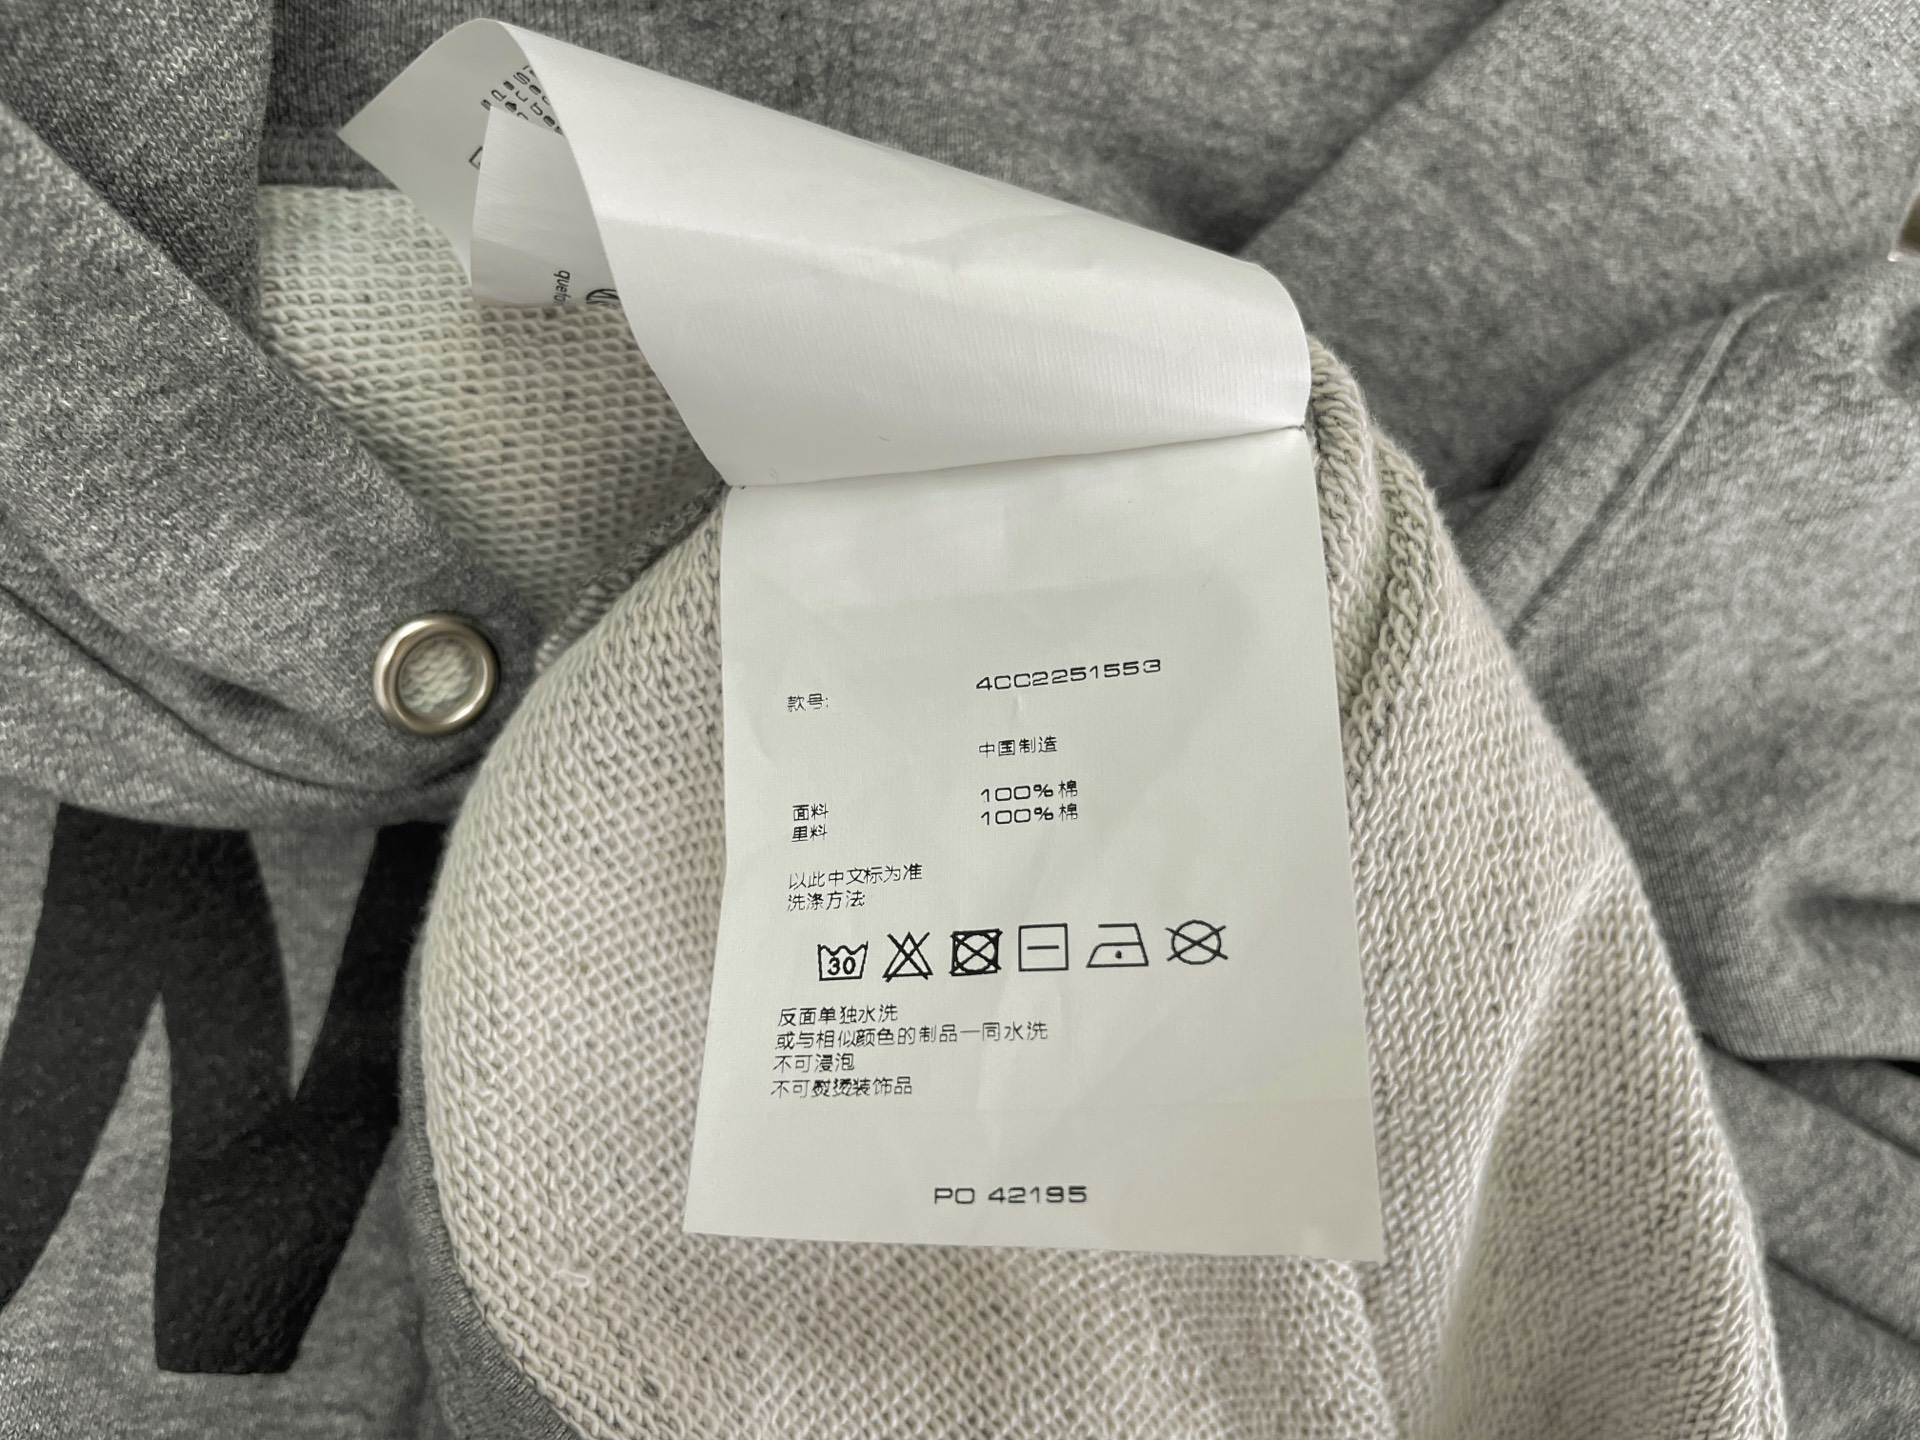 款号: 4CC2251553
中国制造
面料 100%棉
里料 100%棉
以此中文标为准
洗涤方法:
30
反面单独水洗
或与相似颜色的制品一同水洗
不可浸泡
不可熨烫装饰品
PO 42195